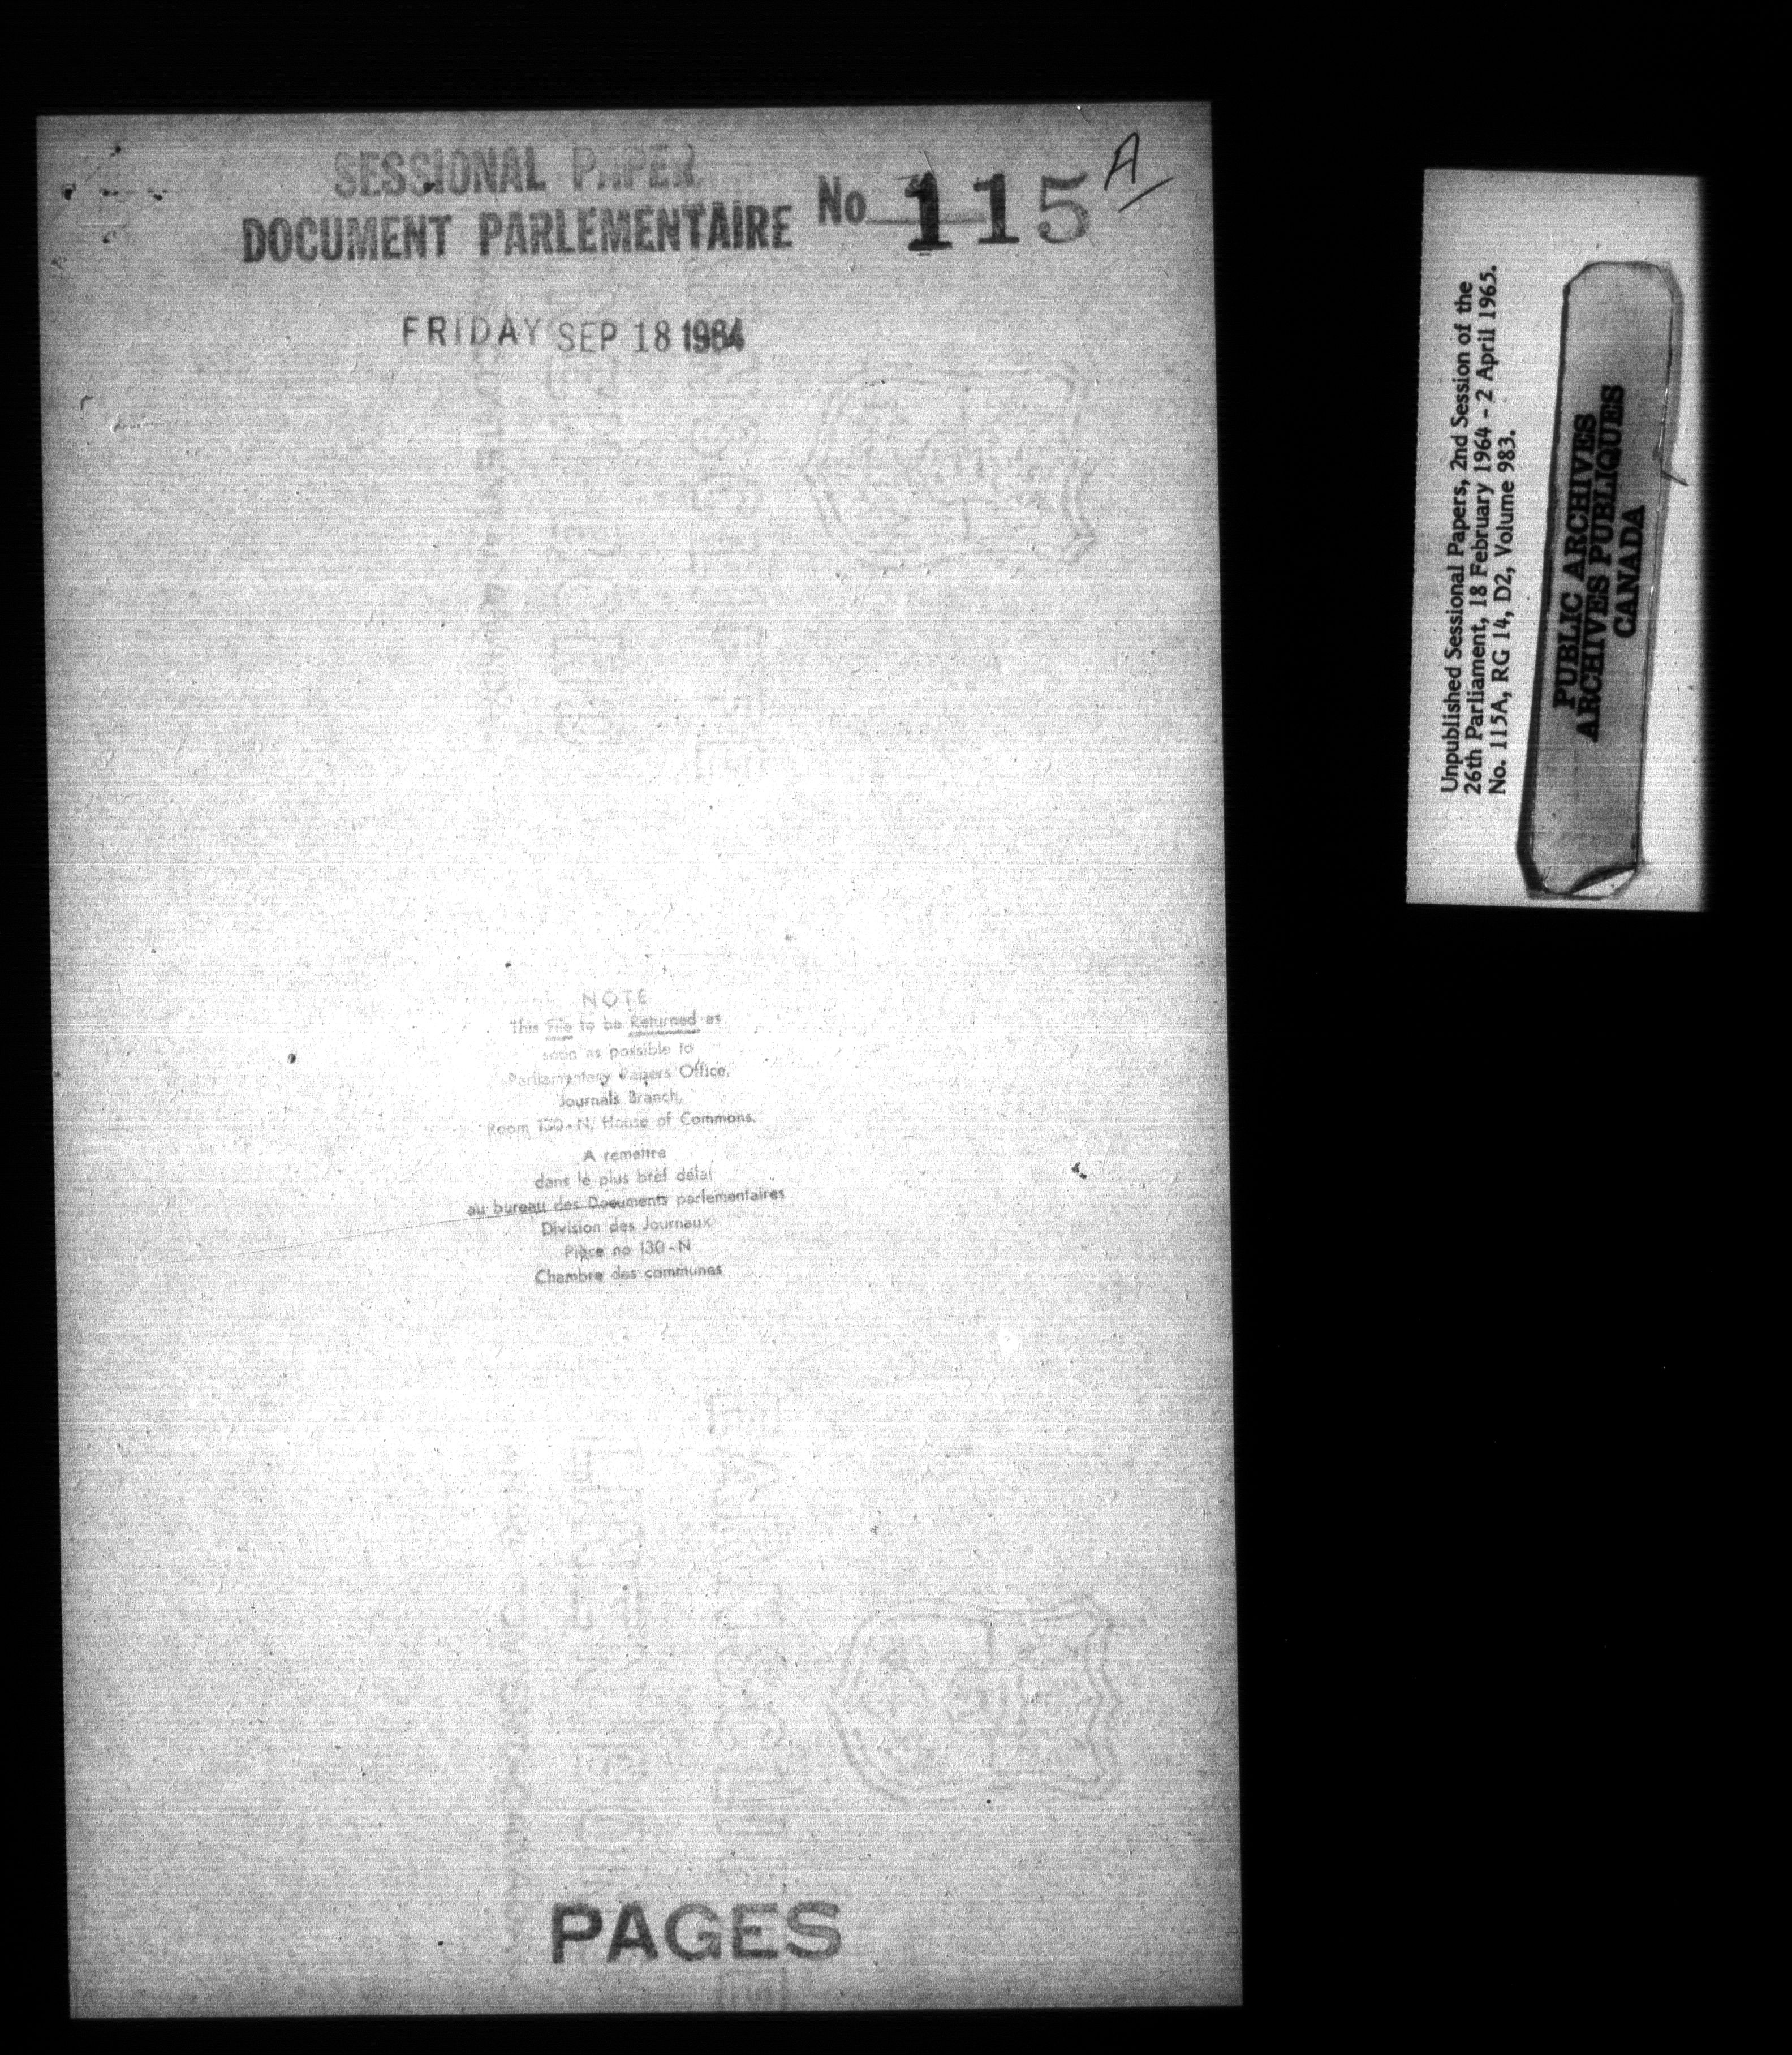 SESSIONAL PAPER
DOCUMENT PARLEMENTAIRE No 115 A
FRIDAY SEP 18 1964
NOTE
This File to be Returned as
soon as possible to
Parliamentary Papers Office,
Journals Branch,
Room 130-N, House of Commons.
A remettre
dans le plus bref délai
au bureau des Documents parlementaires
Division des Journaux
Pièce no 130-N
Chambre des communes
PAGES
Unpublished Sessional Papers, 2nd Session of the
26th Parliament, 18 February 1964 - 2 April 1965.
No. 115A, RG 14, D2, Volume 983.
PUBLIC ARCHIVES
ARCHIVES PUBLIQUES
CANADA